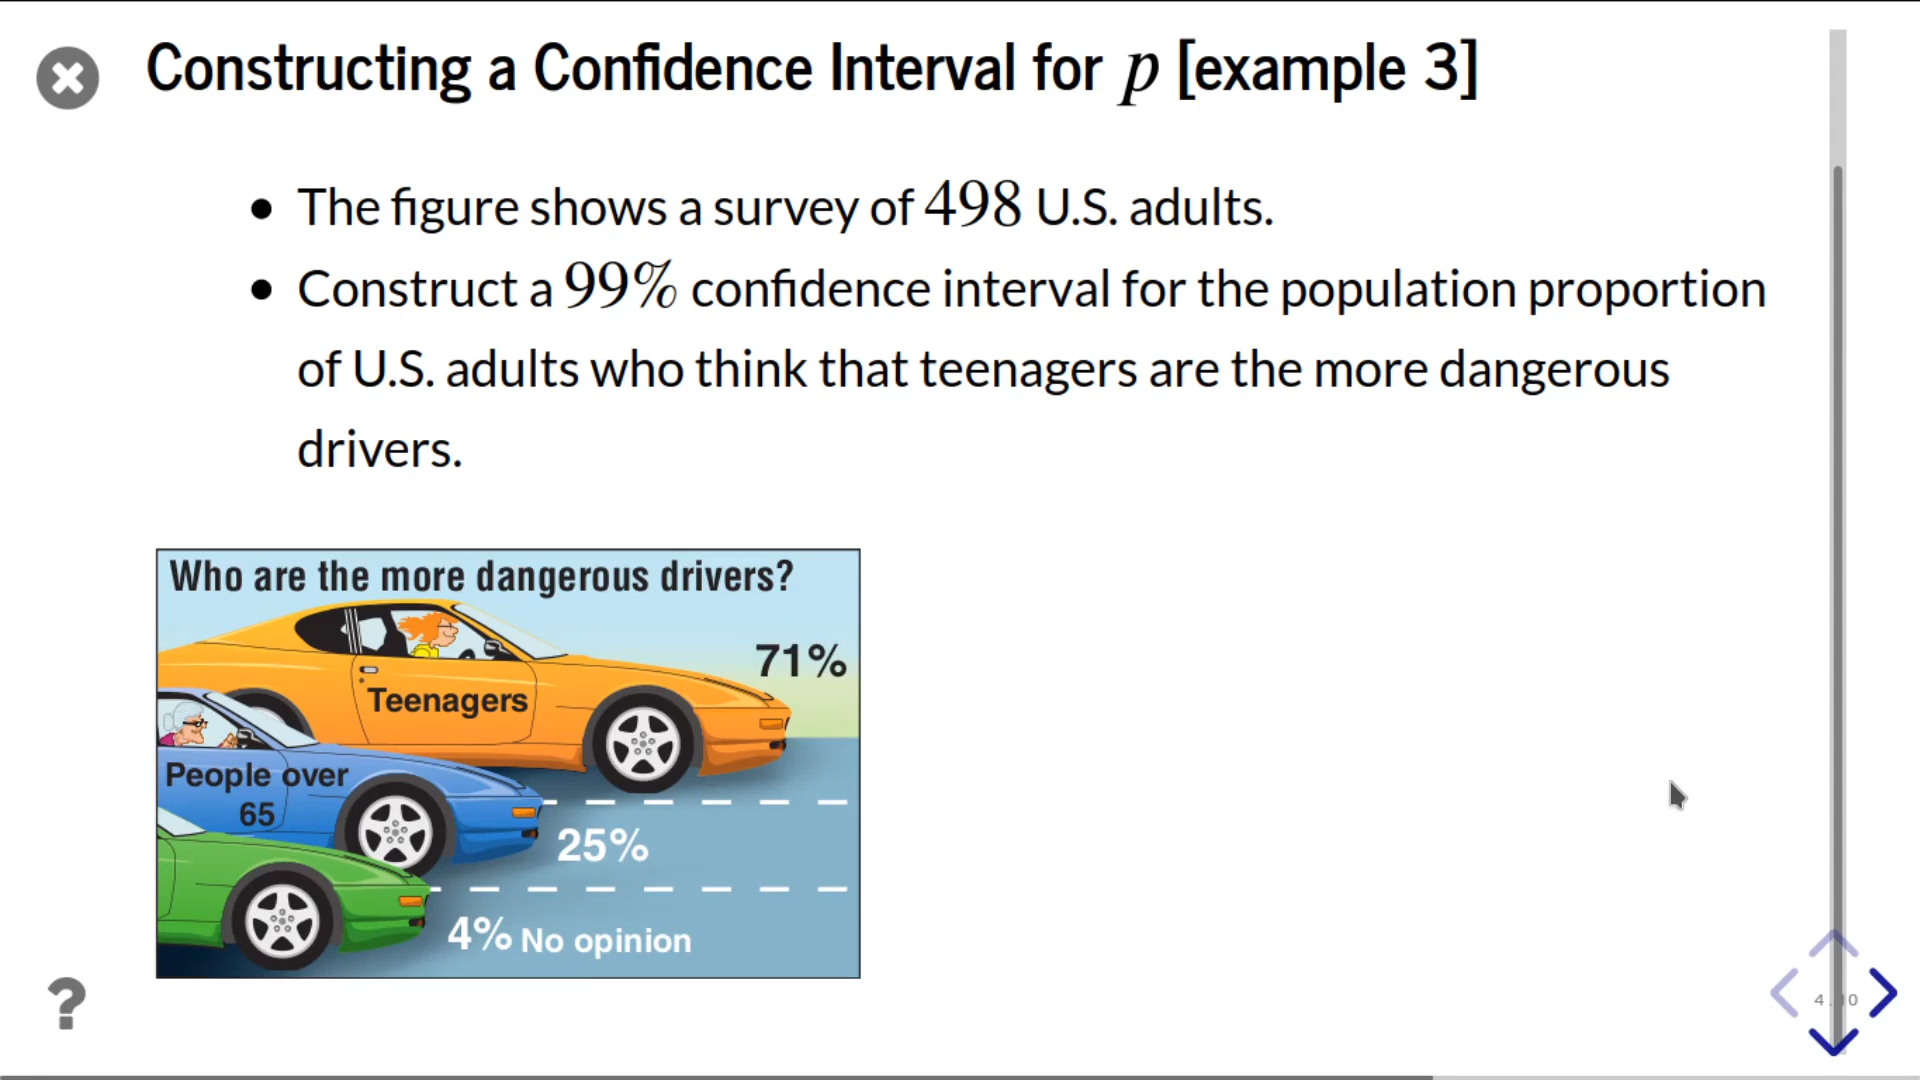 Constructing a Confidence Interval for p [example 3]
• The figure shows a survey of 498 U.S. adults.
• Construct a 99% confidence interval for the population proportion
of U.S. adults who think that teenagers are the more dangerous
drivers.
Who are the more dangerous drivers?
71%
Teenagers
People over
65
25%
4% No opinion
?